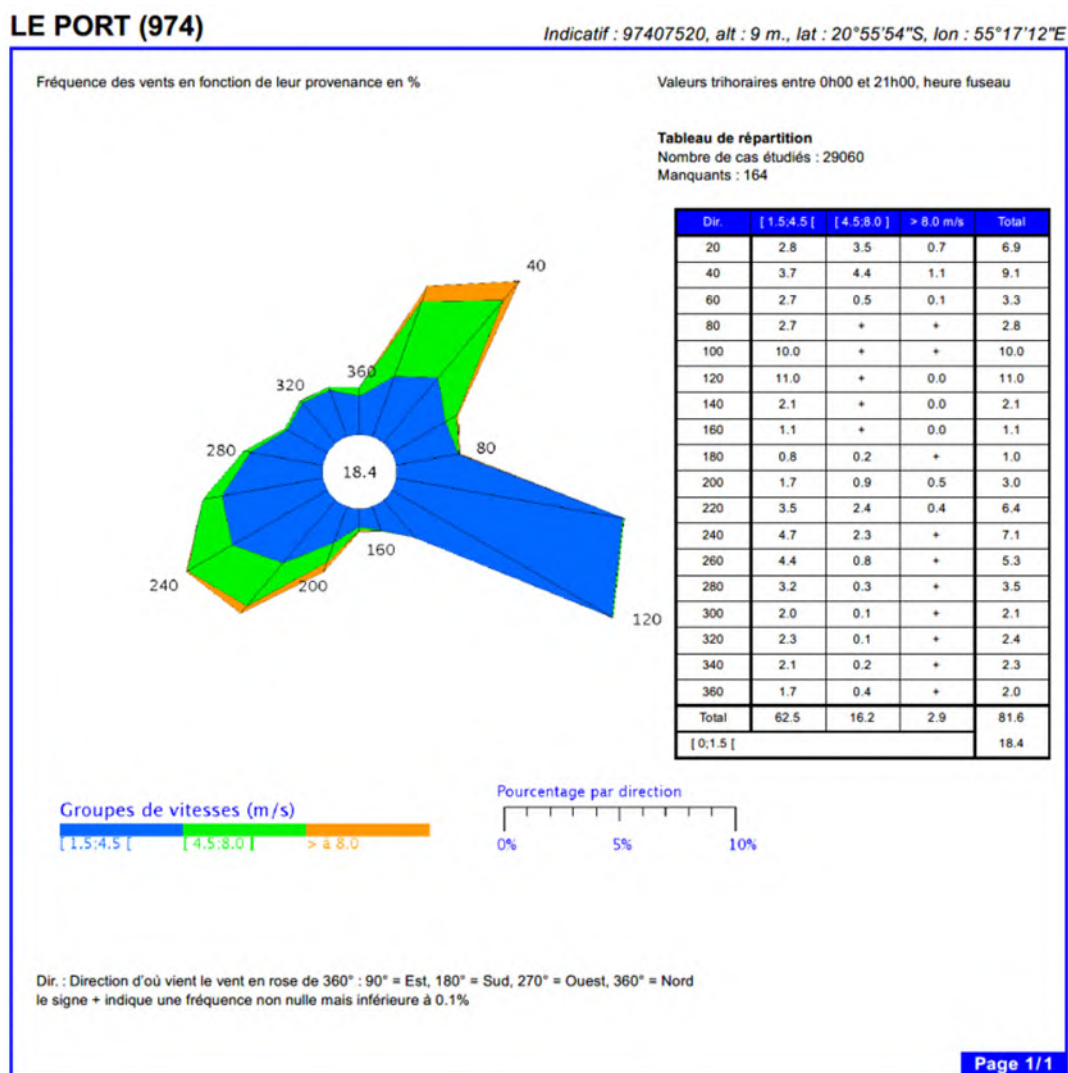 LE PORT (974)
Indicatif : 97407520, alt : 9 m., lat : 20°55'54"S, lon : 55°17'12"E
Fréquence des vents en fonction de leur provenance en %
Valeurs trihoraires entre 0h00 et 21h00, heure fuseau
Tableau de répartition
Nombre de cas étudiés : 29060
Manquants : 164
Dir. [ 1.5;4.5 [ [ 4.5;8.0 ] > 8.0 m/s Total
20 2.8 3.5 0.7 6.9
40 3.7 4.4 1.1 9.1
60 2.7 0.5 0.1 3.3
80 2.7 + + 2.8
100 10.0 + + 10.0
120 11.0 + 0.0 11.0
140 2.1 + 0.0 2.1
160 1.1 + 0.0 1.1
180 0.8 0.2 + 1.0
200 1.7 0.9 0.5 3.0
220 3.5 2.4 0.4 6.4
240 4.7 2.3 + 7.1
260 4.4 0.8 + 5.3
280 3.2 0.3 + 3.5
300 2.0 0.1 + 2.1
320 2.3 0.1 + 2.4
340 2.1 0.2 + 2.3
360 1.7 0.4 + 2.0
Total 62.5 16.2 2.9 81.6
[ 0;1.5 [ 18.4
40
360
320
280
80
18.4
160
240
200
120
Groupes de vitesses (m/s)
[ 1.5;4.5 [ [ 4.5;8.0 ] > à 8.0
Pourcentage par direction
0% 5% 10%
Dir. : Direction d'où vient le vent en rose de 360° : 90° = Est, 180° = Sud, 270° = Ouest, 360° = Nord
le signe + indique une fréquence non nulle mais inférieure à 0.1%
Page 1/1